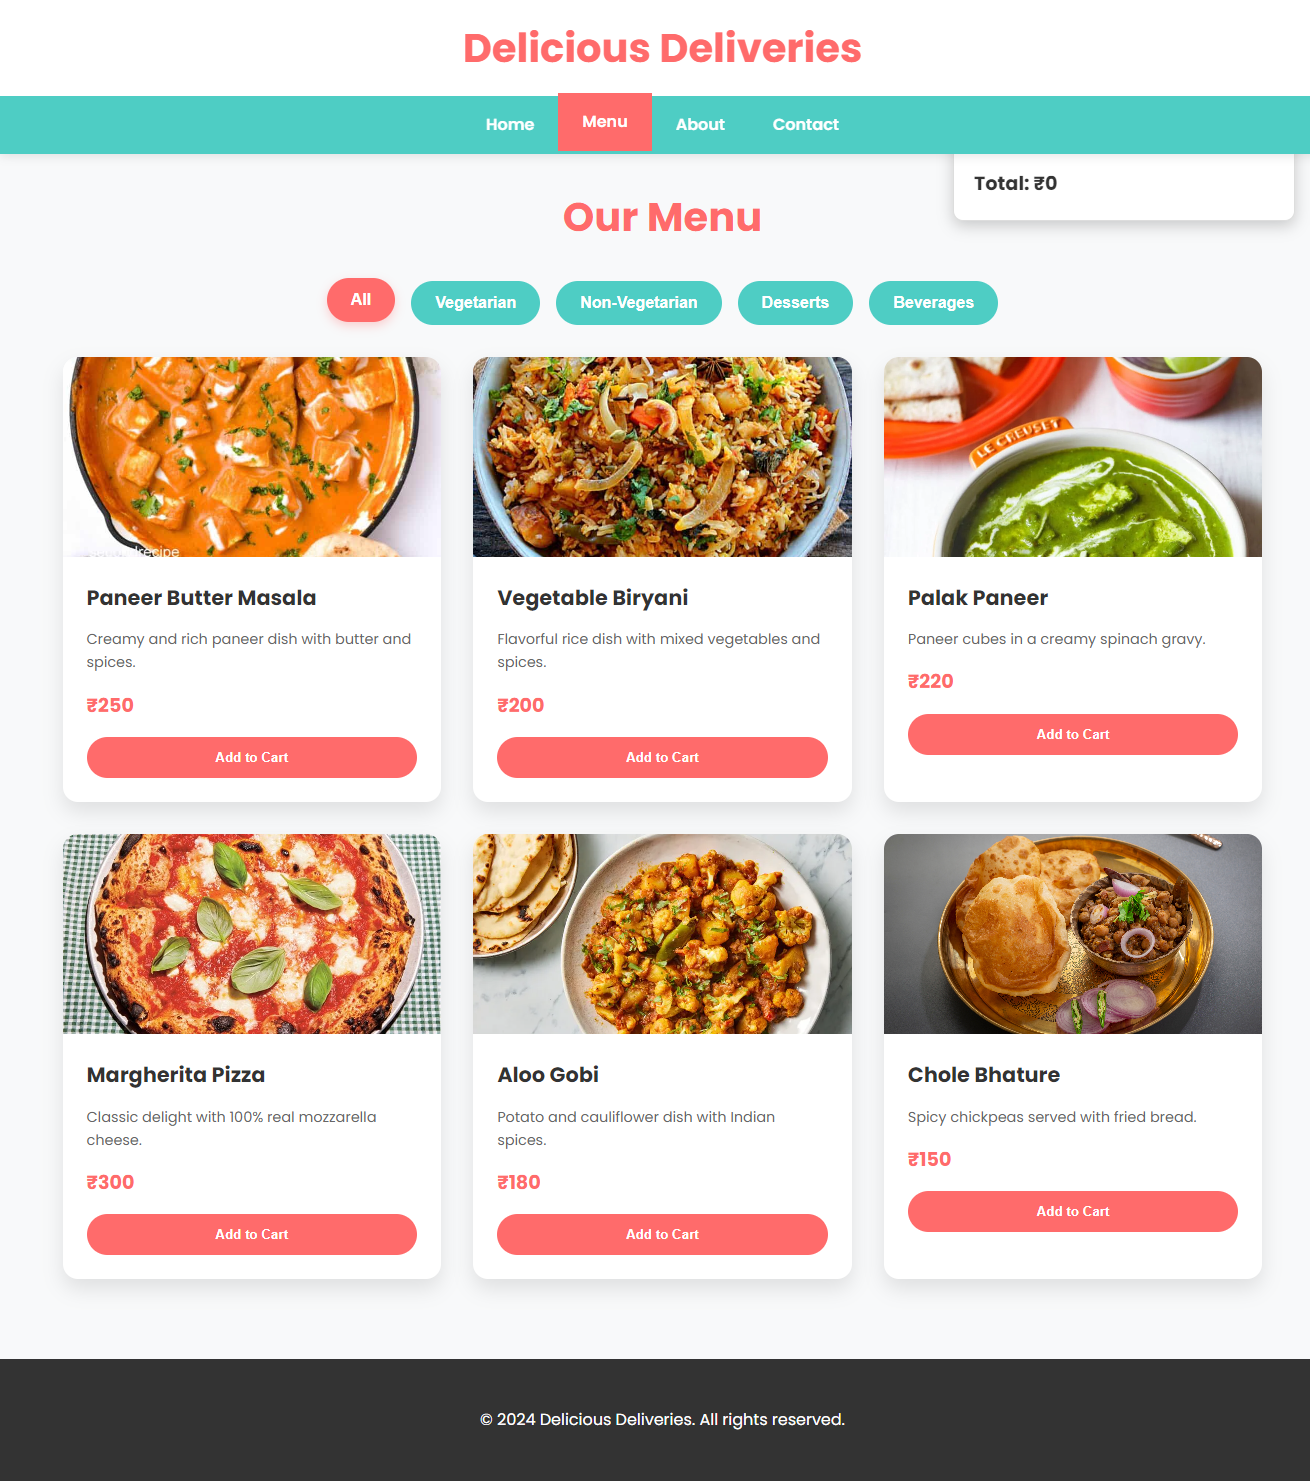 Delicious Deliveries
Home
Menu
About
Contact
Total: ₹0
Our Menu
All
Vegetarian
Non-Vegetarian
Desserts
Beverages
LE CREUSET
Paneer Butter Masala
Creamy and rich paneer dish with butter and
spices.
₹250
Add to Cart
Vegetable Biryani
Flavorful rice dish with mixed vegetables and
spices.
₹200
Add to Cart
Palak Paneer
Paneer cubes in a creamy spinach gravy.
₹220
Add to Cart
Margherita Pizza
Classic delight with 100% real mozzarella
cheese.
₹300
Add to Cart
Aloo Gobi
Potato and cauliflower dish with Indian
spices.
₹180
Add to Cart
Chole Bhature
Spicy chickpeas served with fried bread.
₹150
Add to Cart
© 2024 Delicious Deliveries. All rights reserved.